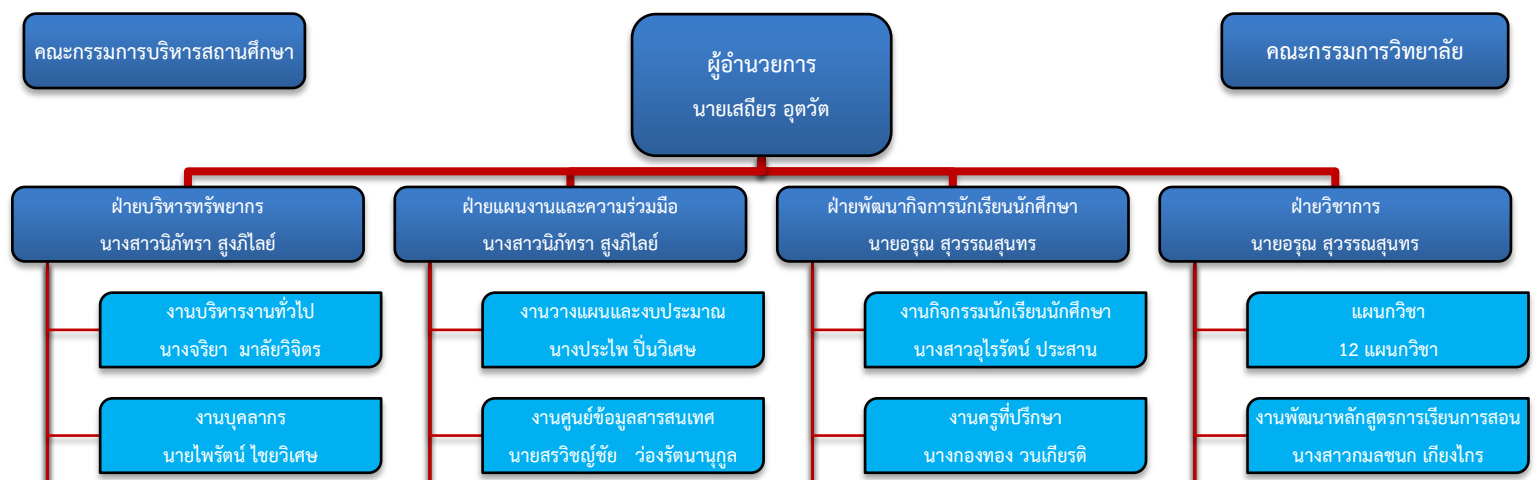 คณะกรรมการบริหารสถานศึกษา
ผู้อำนวยการ
นายเสถียร อุตวัต
คณะกรรมการวิทยาลัย
ฝ่ายบริหารทรัพยากร
นางสาวนิภัทรา สูงภิไลย์
ฝ่ายแผนงานและความร่วมมือ
นางสาวนิภัทรา สูงภิไลย์
ฝ่ายพัฒนากิจการนักเรียนนักศึกษา
นายอรุณ สุวรรณสุนทร
ฝ่ายวิชาการ
นายอรุณ สุวรรณสุนทร
งานบริหารงานทั่วไป
นางจริยา มาลัยวิจิตร
งานวางแผนและงบประมาณ
นางประไพ ปิ่นวิเศษ
งานกิจกรรมนักเรียนนักศึกษา
นางสาวอุไรรัตน์ ประสาน
แผนกวิชา
12 แผนกวิชา
งานบุคลากร
นายไพรัตน์ ไชยวิเศษ
งานศูนย์ข้อมูลสารสนเทศ
นายสรวิชญ์ชัย ว่องรัตนานุกูล
งานครูที่ปรึกษา
นางกองทอง วนเกียรติ
งานพัฒนาหลักสูตรการเรียนการสอน
นางสาวกมลชนก เกียงไกร